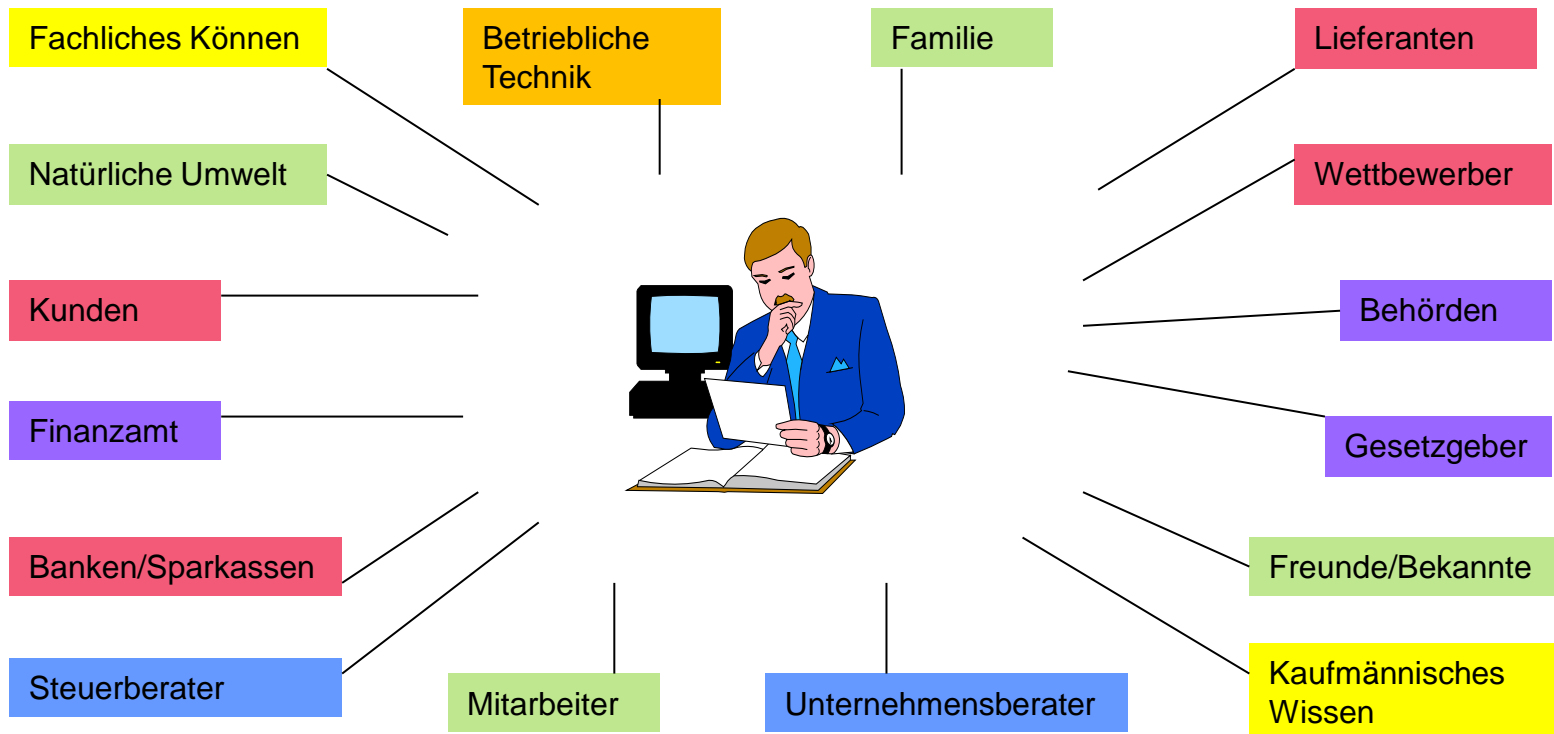 Fachliches Können
Betriebliche
Technik
Familie
Lieferanten
Natürliche Umwelt
Wettbewerber
Kunden
Behörden
Finanzamt
Gesetzgeber
Banken/Sparkassen
Freunde/Bekannte
Steuerberater
Mitarbeiter
Unternehmensberater
Kaufmännisches
Wissen